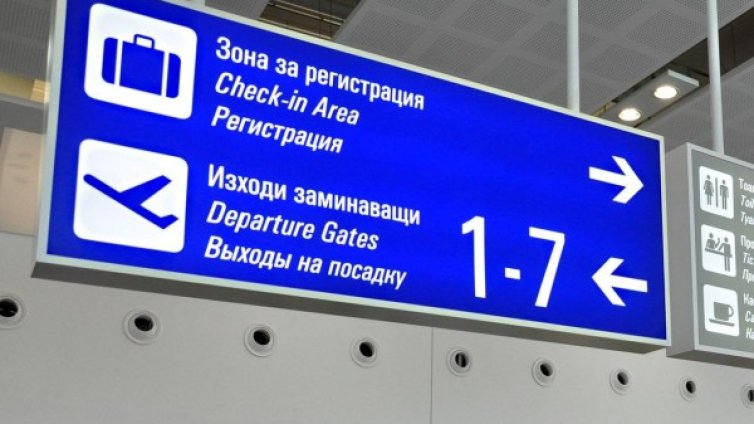 Зона за регистрация
Check-in Area
Регистрация
Изходи заминаващи
Departure Gates
Выходы на посадку
1-7